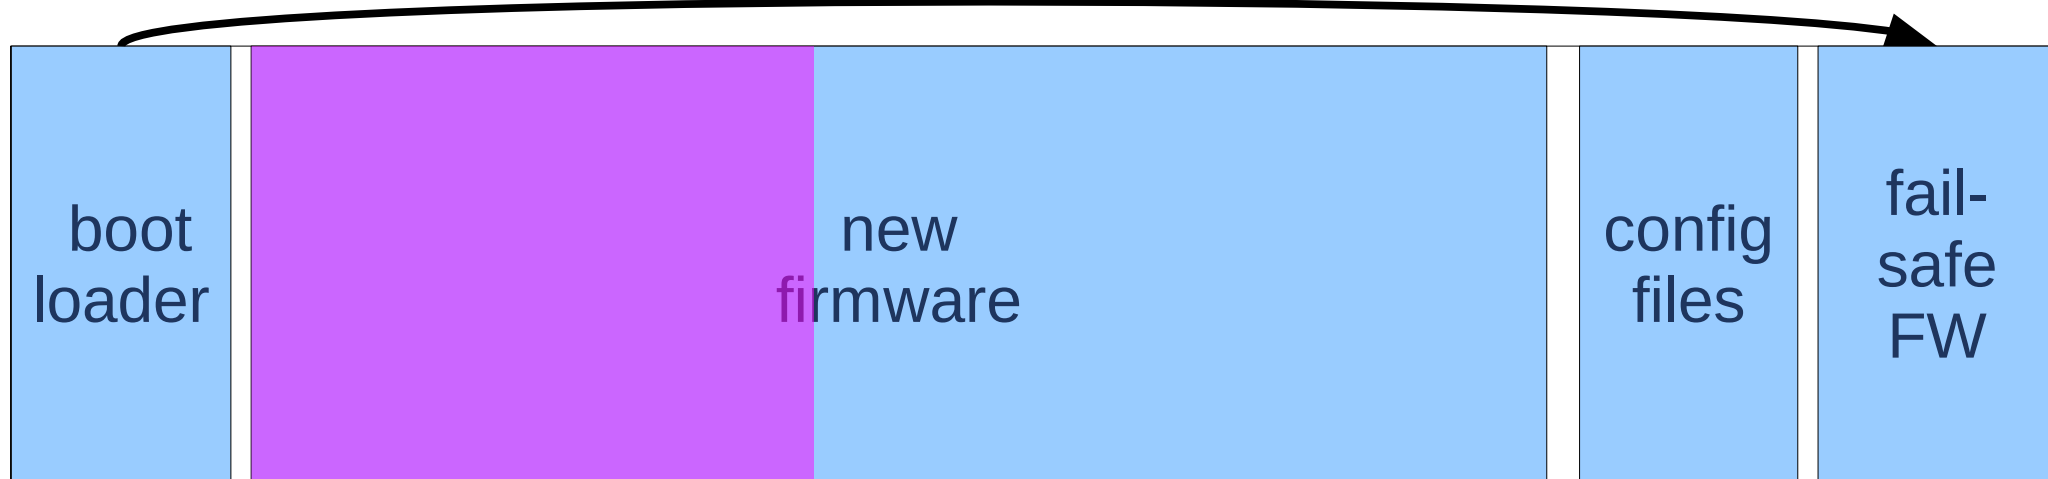 boot
loader
new
firmware
config
files
fail-
safe
FW